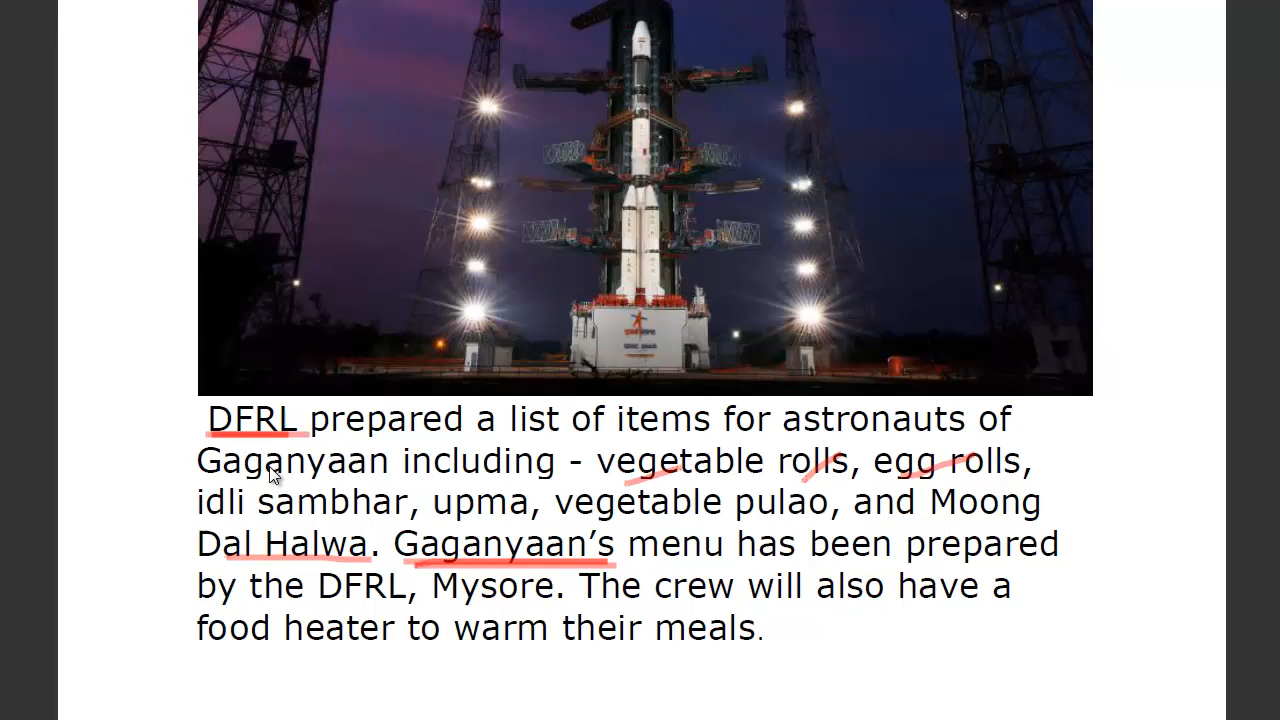 DFRL prepared a list of items for astronauts of
Gaganyaan including - vegetable rolls, egg rolls,
idli sambhar, upma, vegetable pulao, and Moong
Dal Halwa. Gaganyaan’s menu has been prepared
by the DFRL, Mysore. The crew will also have a
food heater to warm their meals.